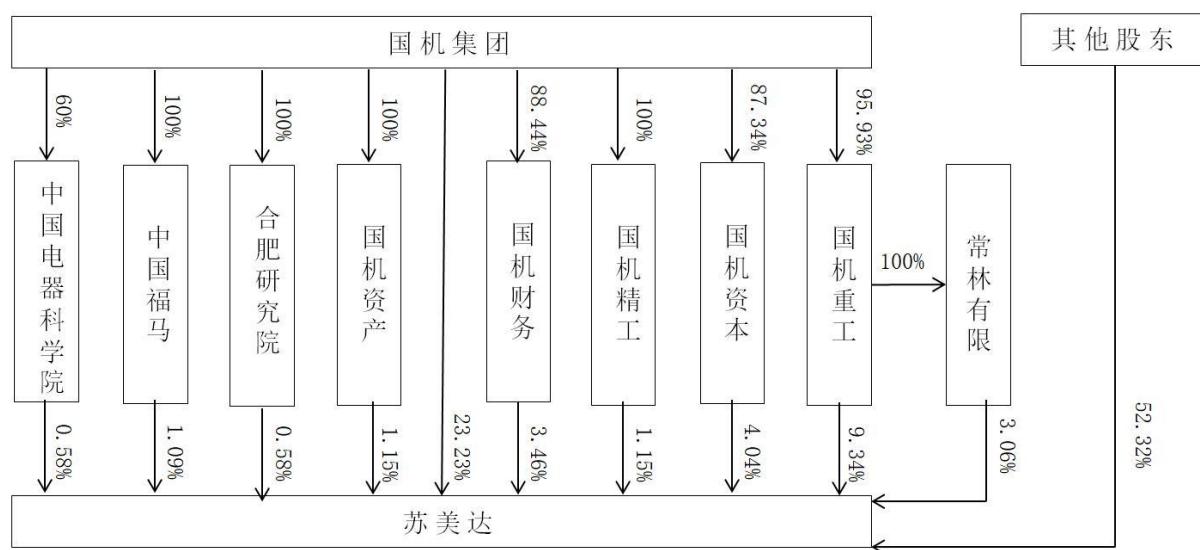 国机集团
其他股东
60%
100%
100%
100%
88.44%
100%
87.34%
95.93%
中国电器科学院
中国福马
合肥研究院
国机资产
国机财务
国机精工
国机资本
国机重工
100%
常林有限
0.58%
1.09%
0.58%
1.15%
23.23%
3.46%
1.15%
4.04%
9.34%
3.06%
52.32%
苏美达